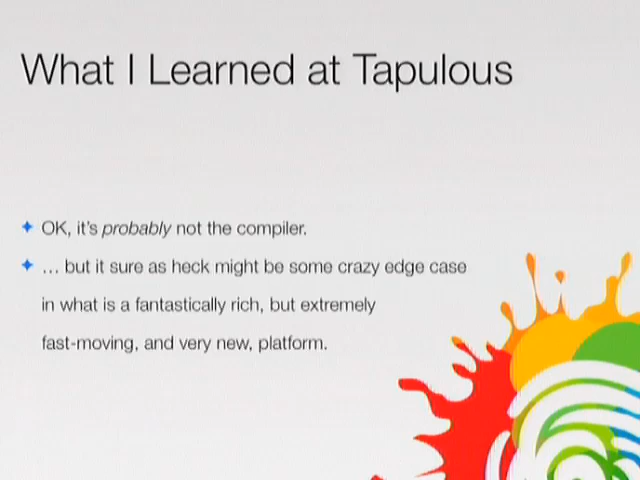 What I Learned at Tapulous
OK, it's probably not the compiler.
... but it sure as heck might be some crazy edge case
in what is a fantastically rich, but extremely
fast-moving, and very new, platform.